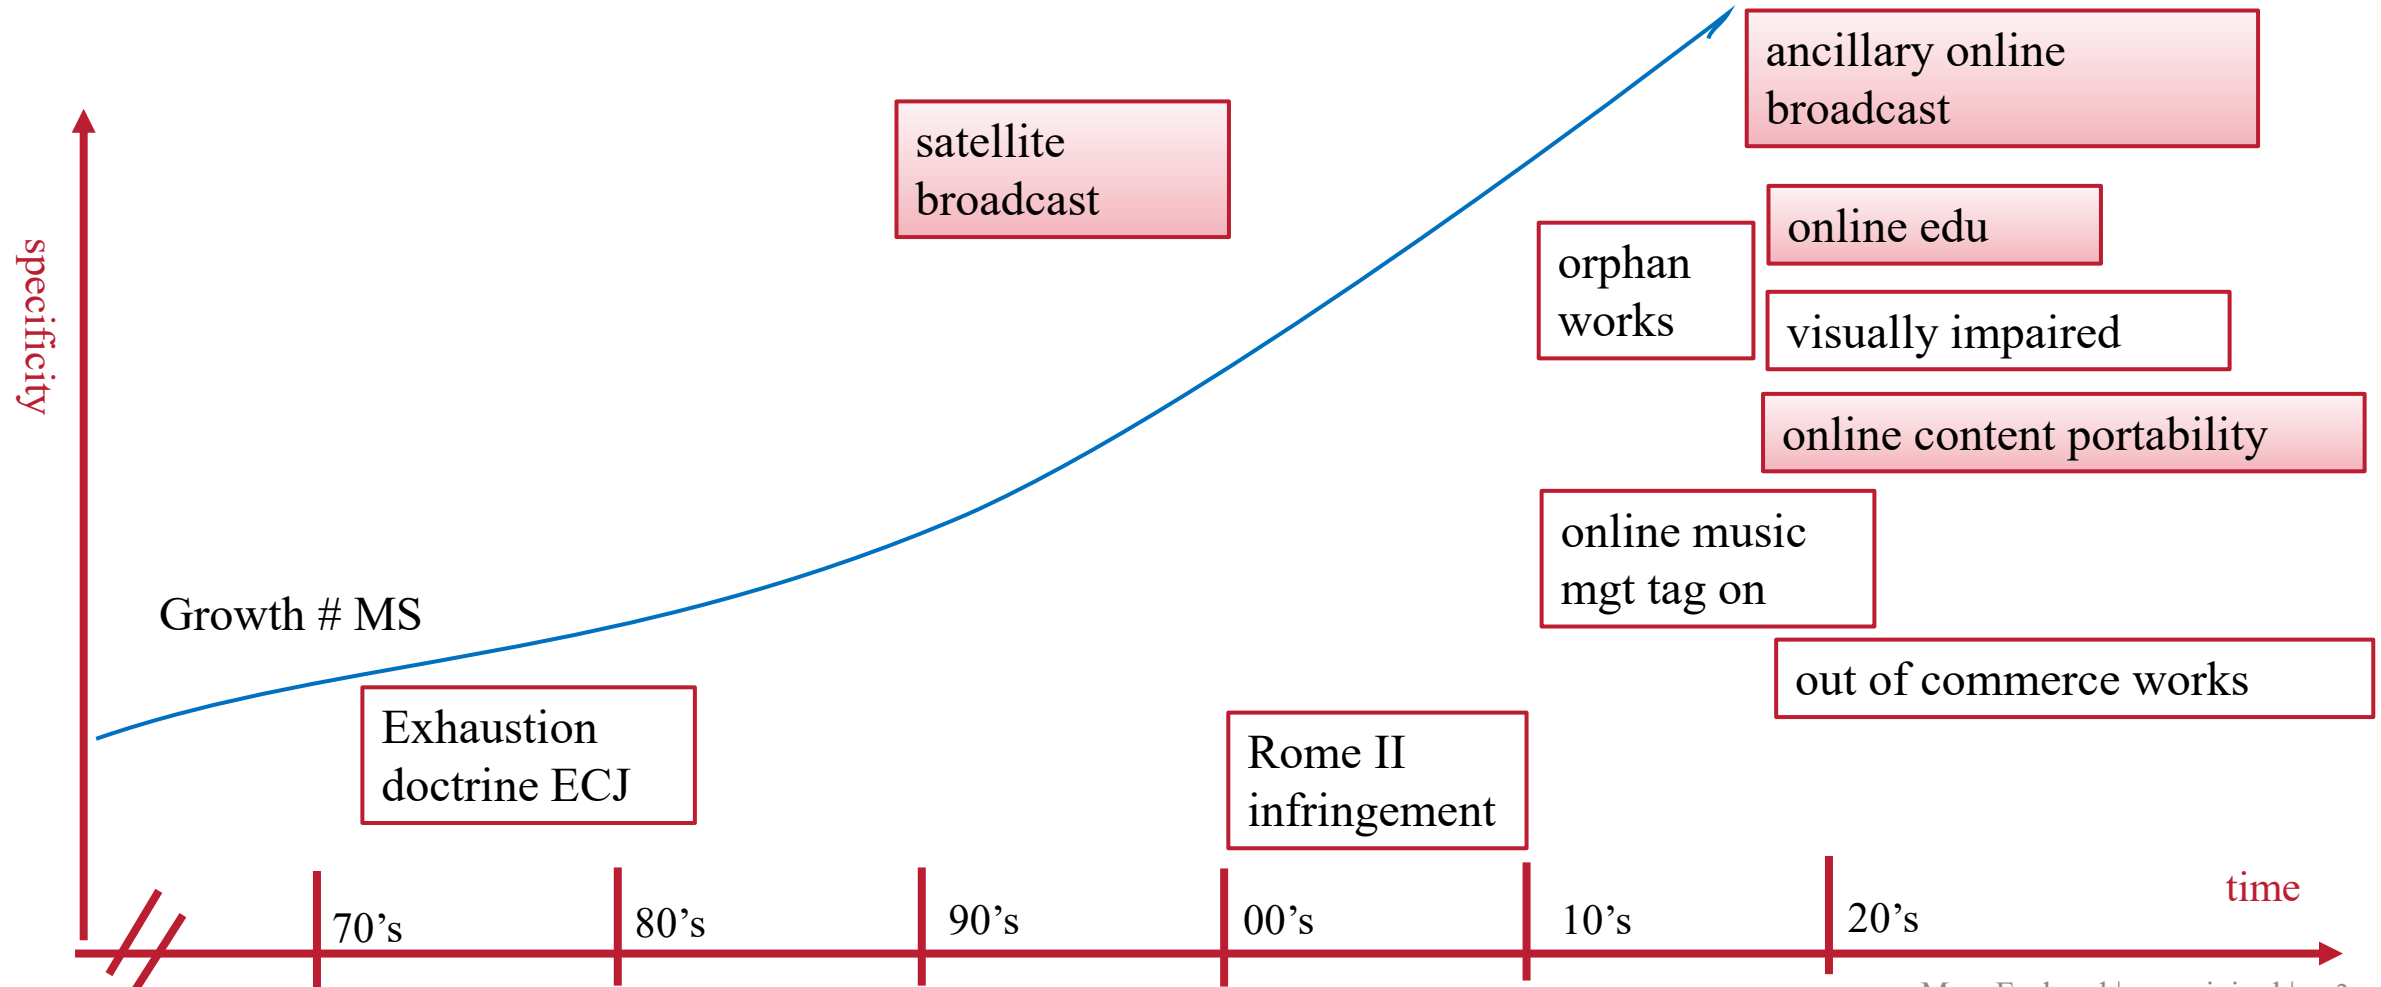 ancillary online
broadcast
satellite
broadcast
online edu
orphan
works
visually impaired
specificity
online content portability
online music
mgt tag on
Growth # MS
out of commerce works
Exhaustion
doctrine ECJ
Rome II
infringement
time
70’s
80’s
90’s
00’s
10’s
20’s